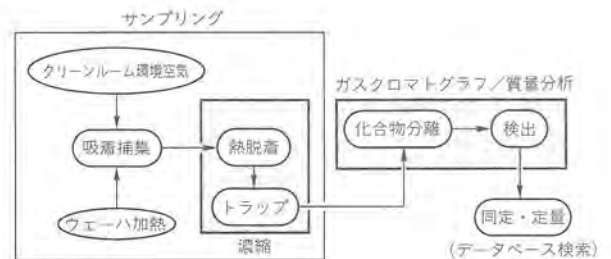 サンプリング
クリーンルーム環境空気
ガスクロマトグラフ/質量分析
吸着捕集
熱脱着
化合物分離
検出
トラップ
ウェーハ加熱
濃縮
同定・定量
(データベース検索)